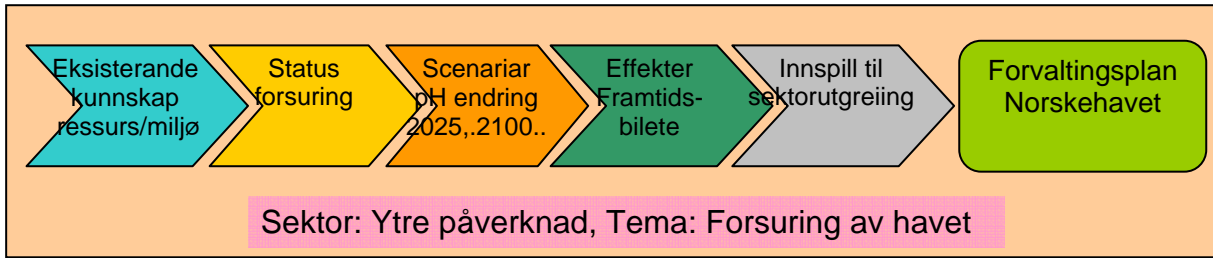 Eksisterande
kunnskap
ressurs/miljø
Status
forsuring
Scenariar
pH endring
2025,.2100..
Effekter
Framtids-
bilete
Innspill til
sektorutgreiing
Forvaltingsplan
Norskehavet
Sektor: Ytre påverknad, Tema: Forsuring av havet